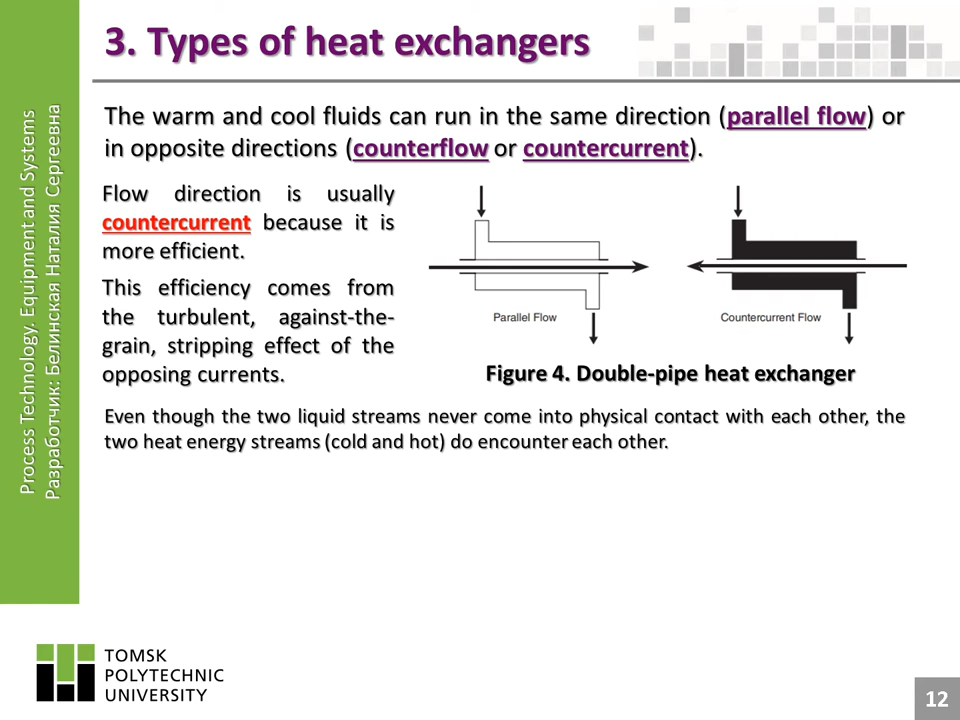 3. Types of heat exchangers
Process Technology. Equipment and Systems
Разработчик: Белинская Наталия Сергеевна
The warm and cool fluids can run in the same direction (parallel flow) or
in opposite directions (counterflow or countercurrent).
Flow direction is usually
countercurrent because it is
more efficient.
This efficiency comes from
the turbulent, against-the-
grain, stripping effect of the
opposing currents.
Parallel Flow
Countercurrent Flow
Figure 4. Double-pipe heat exchanger
Even though the two liquid streams never come into physical contact with each other, the
two heat energy streams (cold and hot) do encounter each other.
TOMSK
POLYTECHNIC
UNIVERSITY
12